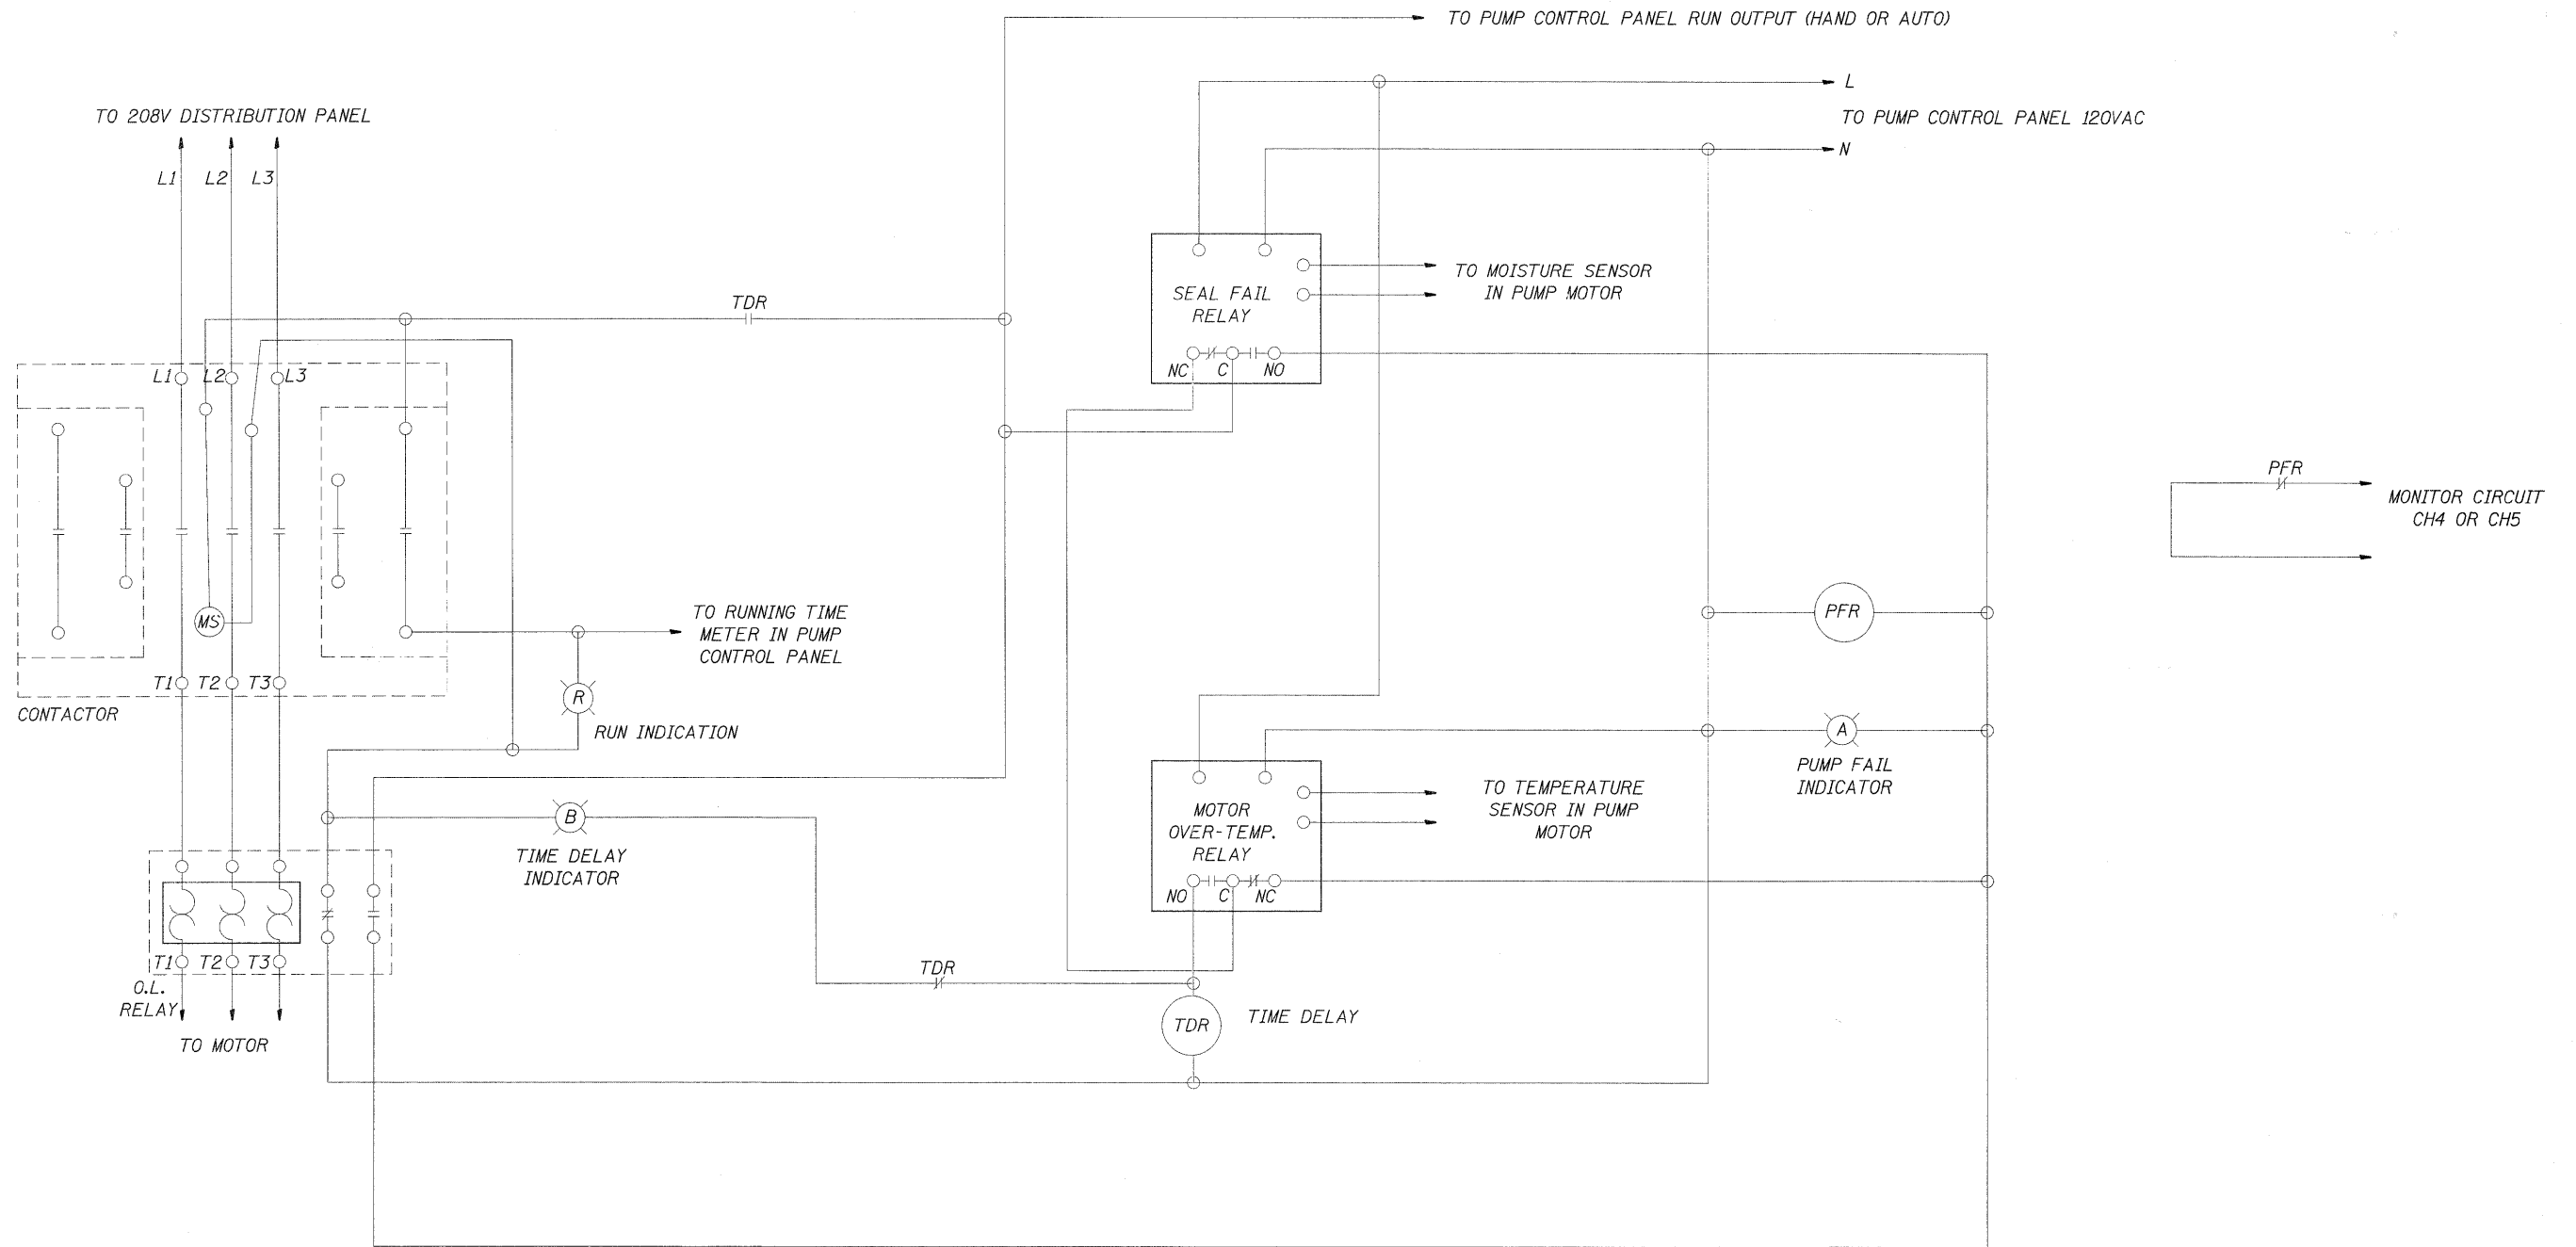 TO PUMP CONTROL PANEL RUN OUTPUT (HAND OR AUTO)
L
TO 208V DISTRIBUTION PANEL
TO PUMP CONTROL PANEL 120VAC
N
L1 L2 L3
TO MOISTURE SENSOR
IN PUMP MOTOR
SEAL FAIL
RELAY
TDR
NC C NO
L1 L2 L3
PFR
MONITOR CIRCUIT
CH4 OR CH5
MS
TO RUNNING TIME
METER IN PUMP
CONTROL PANEL
PFR
T1 T2 T3
CONTACTOR
R
RUN INDICATION
A
PUMP FAIL
INDICATOR
TO TEMPERATURE
SENSOR IN PUMP
MOTOR
MOTOR
OVER-TEMP.
RELAY
B
TIME DELAY
INDICATOR
NO C NC
T1 T2 T3
O.L.
RELAY
TDR
TDR
TIME DELAY
TO MOTOR